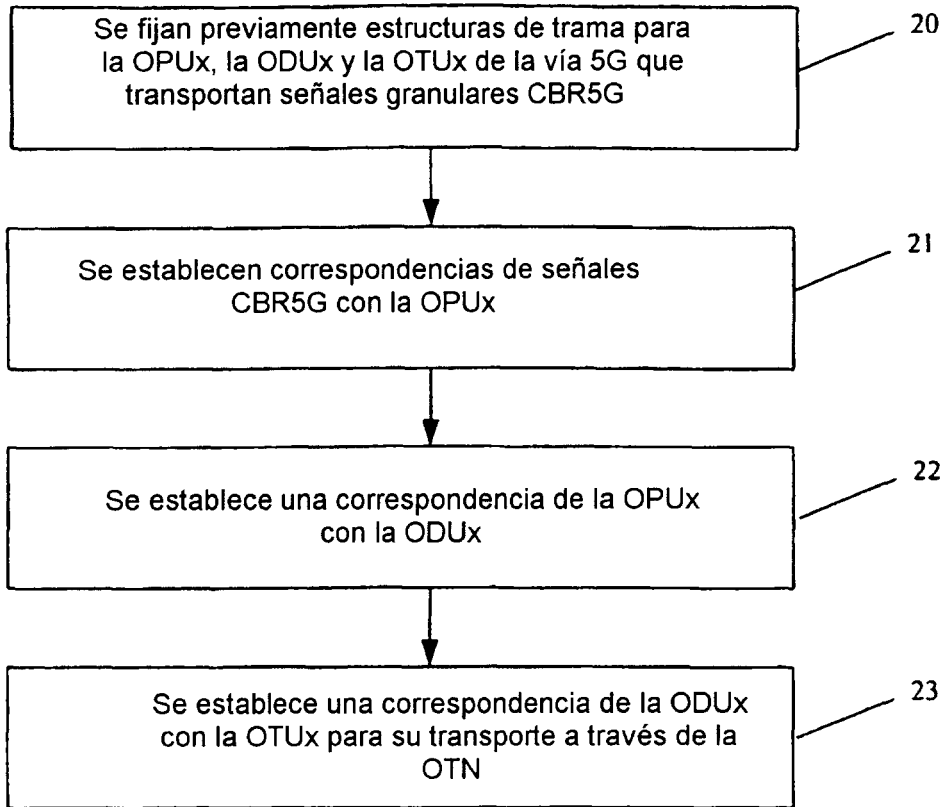 Se fijan previamente estructuras de trama para
la OPUx, la ODUx y la OTUx de la vía 5G que
transportan señales granulares CBR5G
20
Se establecen correspondencias de señales
CBR5G con la OPUx
21
Se establece una correspondencia de la OPUx
con la ODUx
22
Se establece una correspondencia de la ODUx
con la OTUx para su transporte a través de la
OTN
23